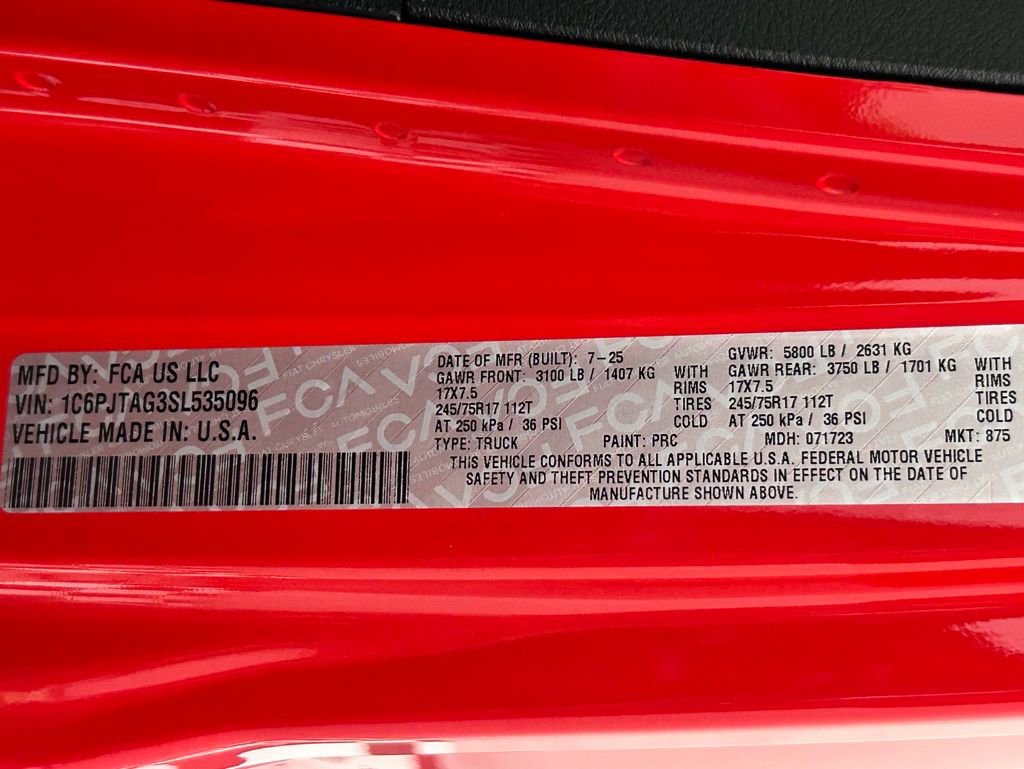 MFD BY: FCA US LLC
VIN: 1C6PJTAG3SL535096
VEHICLE MADE IN: U.S.A.
DATE OF MFR (BUILT): 7-25
GAWR FRONT: 3100 LB / 1407 KG WITH
17X7.5 RIMS
245/75R17 112T TIRES
AT 250 kPa / 36 PSI COLD
GVWR: 5800 LB / 2631 KG
GAWR REAR: 3750 LB / 1701 KG WITH
17X7.5 RIMS
245/75R17 112T TIRES
AT 250 kPa / 36 PSI COLD
TYPE: TRUCK PAINT: PRC MDH: 071723 MKT: 875
THIS VEHICLE CONFORMS TO ALL APPLICABLE U.S.A. FEDERAL MOTOR VEHICLE
SAFETY AND THEFT PREVENTION STANDARDS IN EFFECT ON THE DATE OF
MANUFACTURE SHOWN ABOVE.